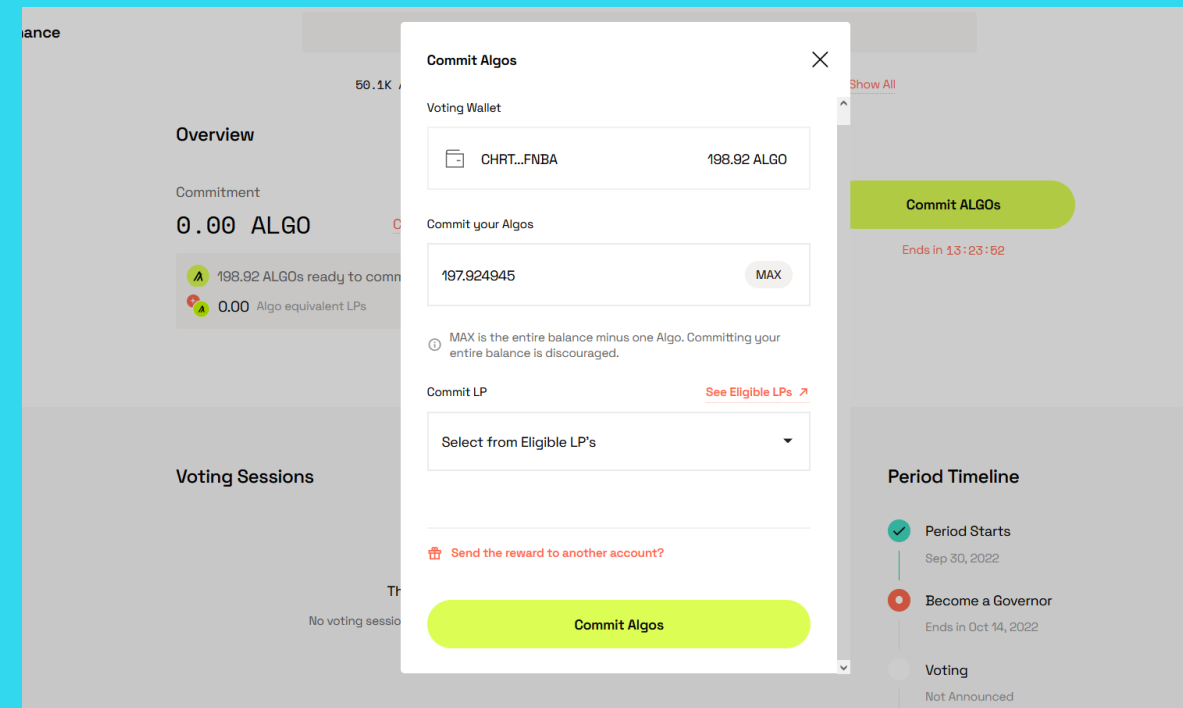 Commit Algos
Voting Wallet
CHRT...FNBA
198.92 ALGO
Commit your Algos
197.924945
MAX
MAX is the entire balance minus one Algo. Committing your
entire balance is discouraged.
Commit LP
See Eligible LPs
Select from Eligible LP's
Send the reward to another account?
Commit Algos
50.1K
Show All
Overview
Commitment
0.00 ALGO
198.92 ALGOs ready to
0.00 Algo equivalent LPs
Commit ALGOs
Ends in 13:23:52
Voting Sessions
No voting
Period Timeline
Period Starts
Sep 30, 2022
Become a Governor
Ends in Oct 14, 2022
Voting
Not Announced